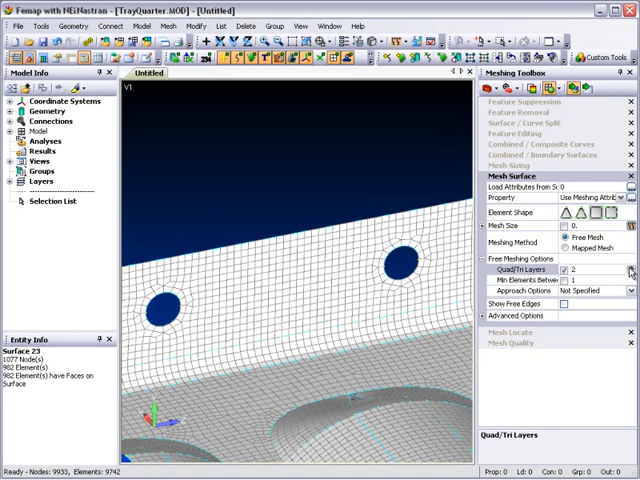 Femap with NEiNastran - [TrayQuarter.MOD] - [Untitled]
File Tools Geometry Connect Model Mesh Modify List Delete Group View Window Help
Custom Tools
Model Info
Coordinate Systems
Geometry
Connections
Model
Analyses
Results
Views
Groups
Layers
Selection List
Entity Info
Surface 23
1077 Node(s)
982 Element(s)
982 Element(s) have Faces on
Surface
Untitled
V1
Meshing Toolbox
Feature Suppression
Feature Removal
Surface / Curve Split
Feature Editing
Combined / Composite Curves
Combined / Boundary Surfaces
Mesh Sizing
Mesh Surface
Load Attributes from Su 0
Property Use Meshing Attrib
Element Shape
Mesh Size 0.
Meshing Method Free Mesh
Mapped Mesh
Free Meshing Options
Quad/Tri Layers 2
Min Elements Betwee 1
Approach Options Not Specified
Show Free Edges
Advanced Options
Mesh Locate
Mesh Quality
Quad/Tri Layers
Ready - Nodes: 9933, Elements: 9742
Prop: 0 Ld: 0 Con: 0 Grp: 0 Out: 0